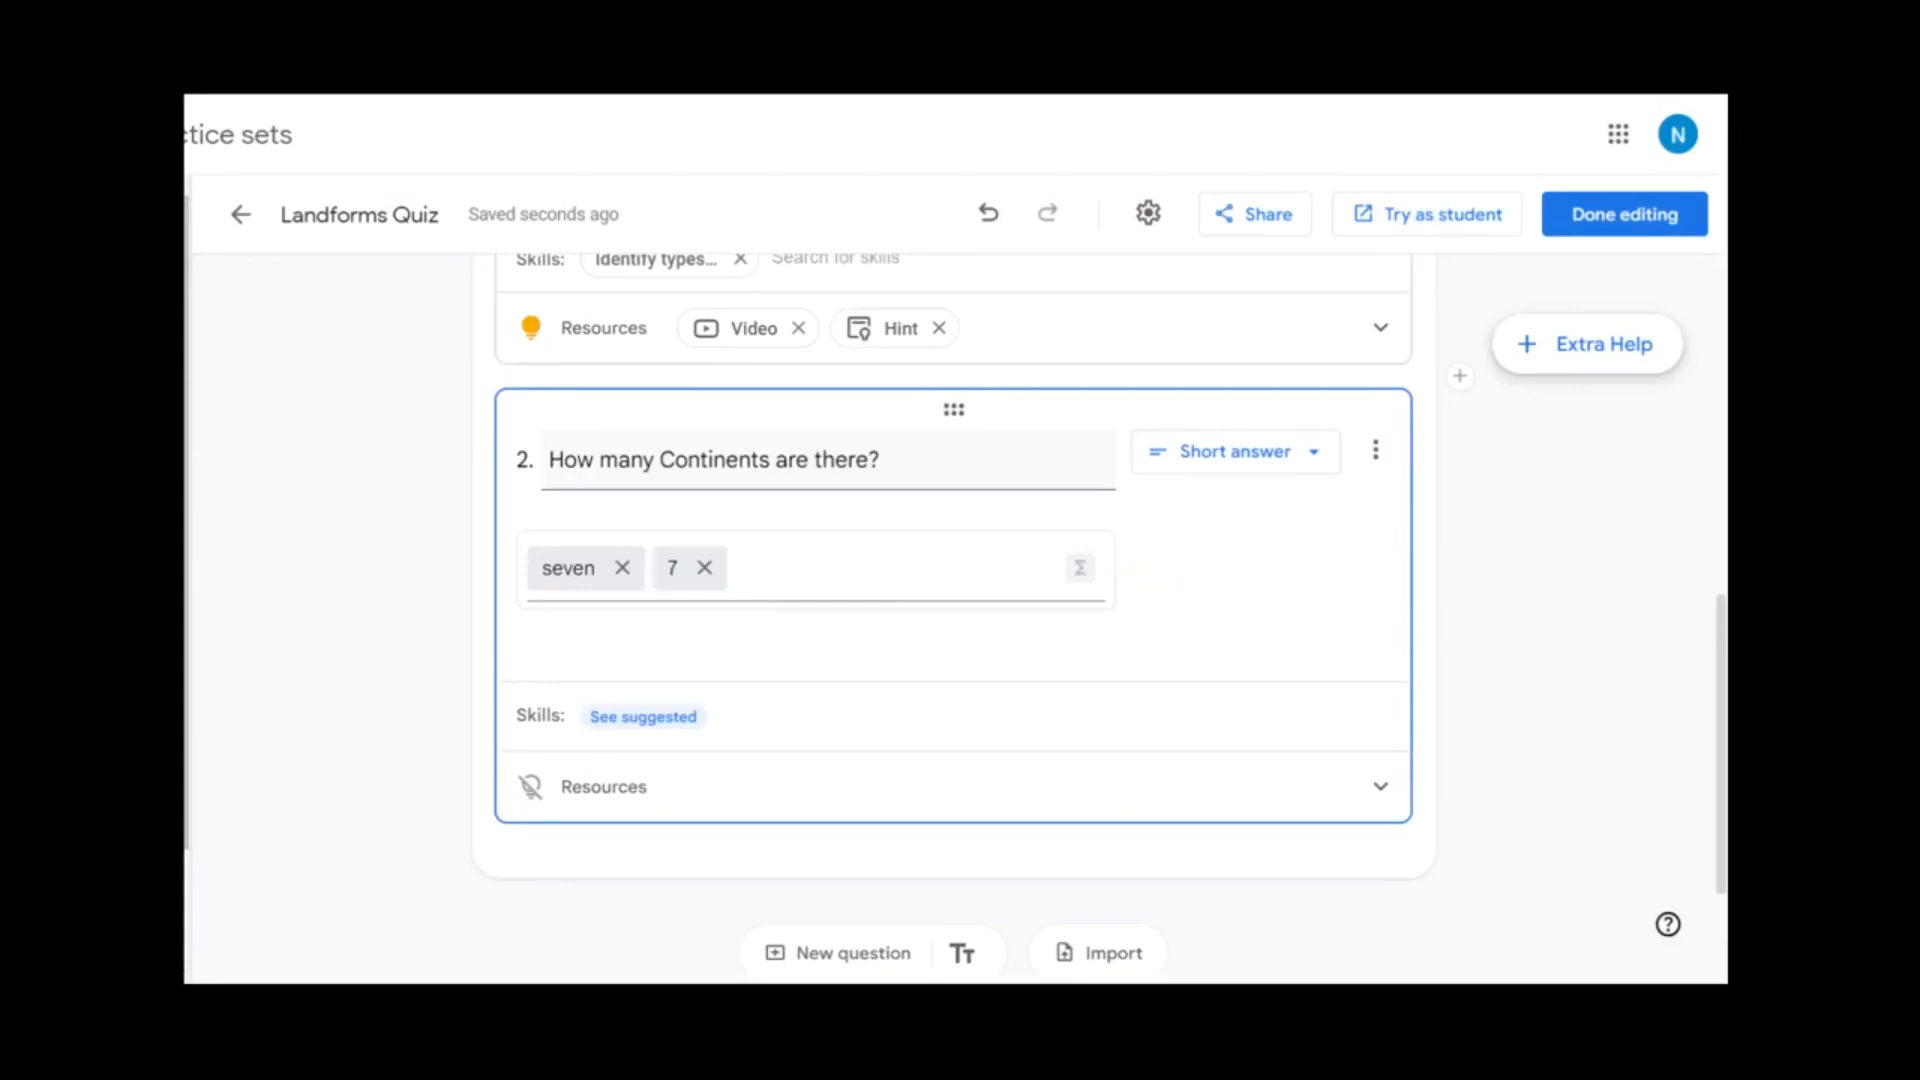 ctice sets
N
Landforms Quiz Saved seconds ago Share Try as student Done editing
Skills: Identify types... Search for skills
Resources Video Hint
Extra Help
2. How many Continents are there? Short answer
seven 7 Σ
Skills: See suggested
Resources
New question Tт Import